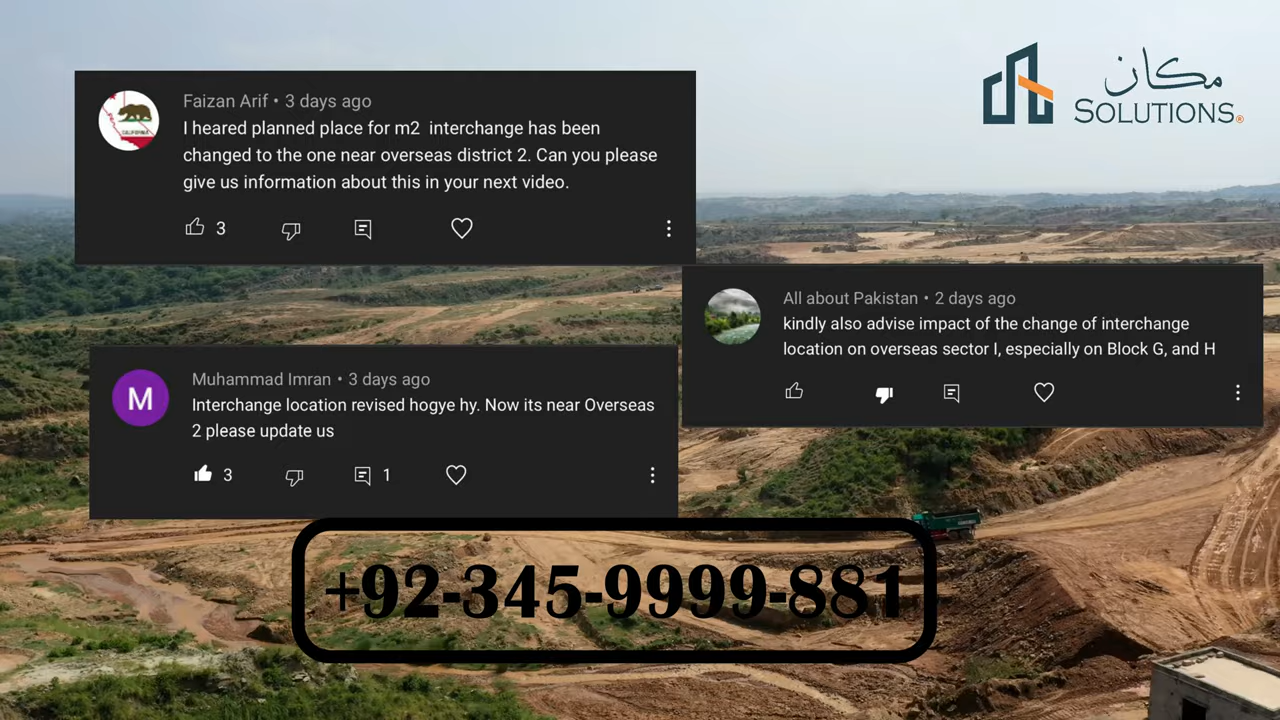 مکان
SOLUTIONS®
Faizan Arif • 3 days ago
I heared planned place for m2 interchange has been
changed to the one near overseas district 2. Can you please
give us information about this in your next video.
3
All about Pakistan • 2 days ago
kindly also advise impact of the change of interchange
location on overseas sector I, especially on Block G, and H
M
Muhammad Imran • 3 days ago
Interchange location revised hogye hy. Now its near Overseas
2 please update us
3
1
+92-345-9999-881